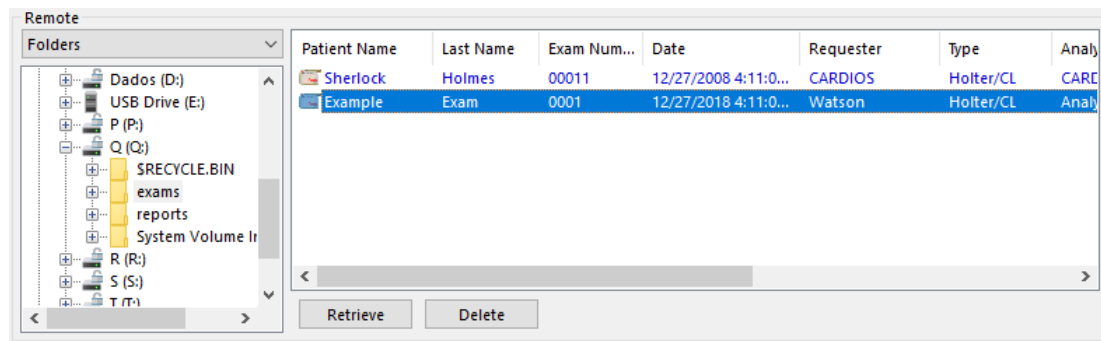 Remote
Folders
Dados (D:)
USB Drive (E:)
P (P:)
Q (Q:)
$RECYCLE.BIN
exams
reports
System Volume Ir
R (R:)
S (S:)
T (T:)
Patient Name Last Name Exam Num... Date Requester Type Analy
Sherlock Holmes 00011 12/27/2008 4:11:0... CARDIOS Holter/CL CARD
Example Exam 0001 12/27/2018 4:11:0... Watson Holter/CL Analy
Retrieve Delete